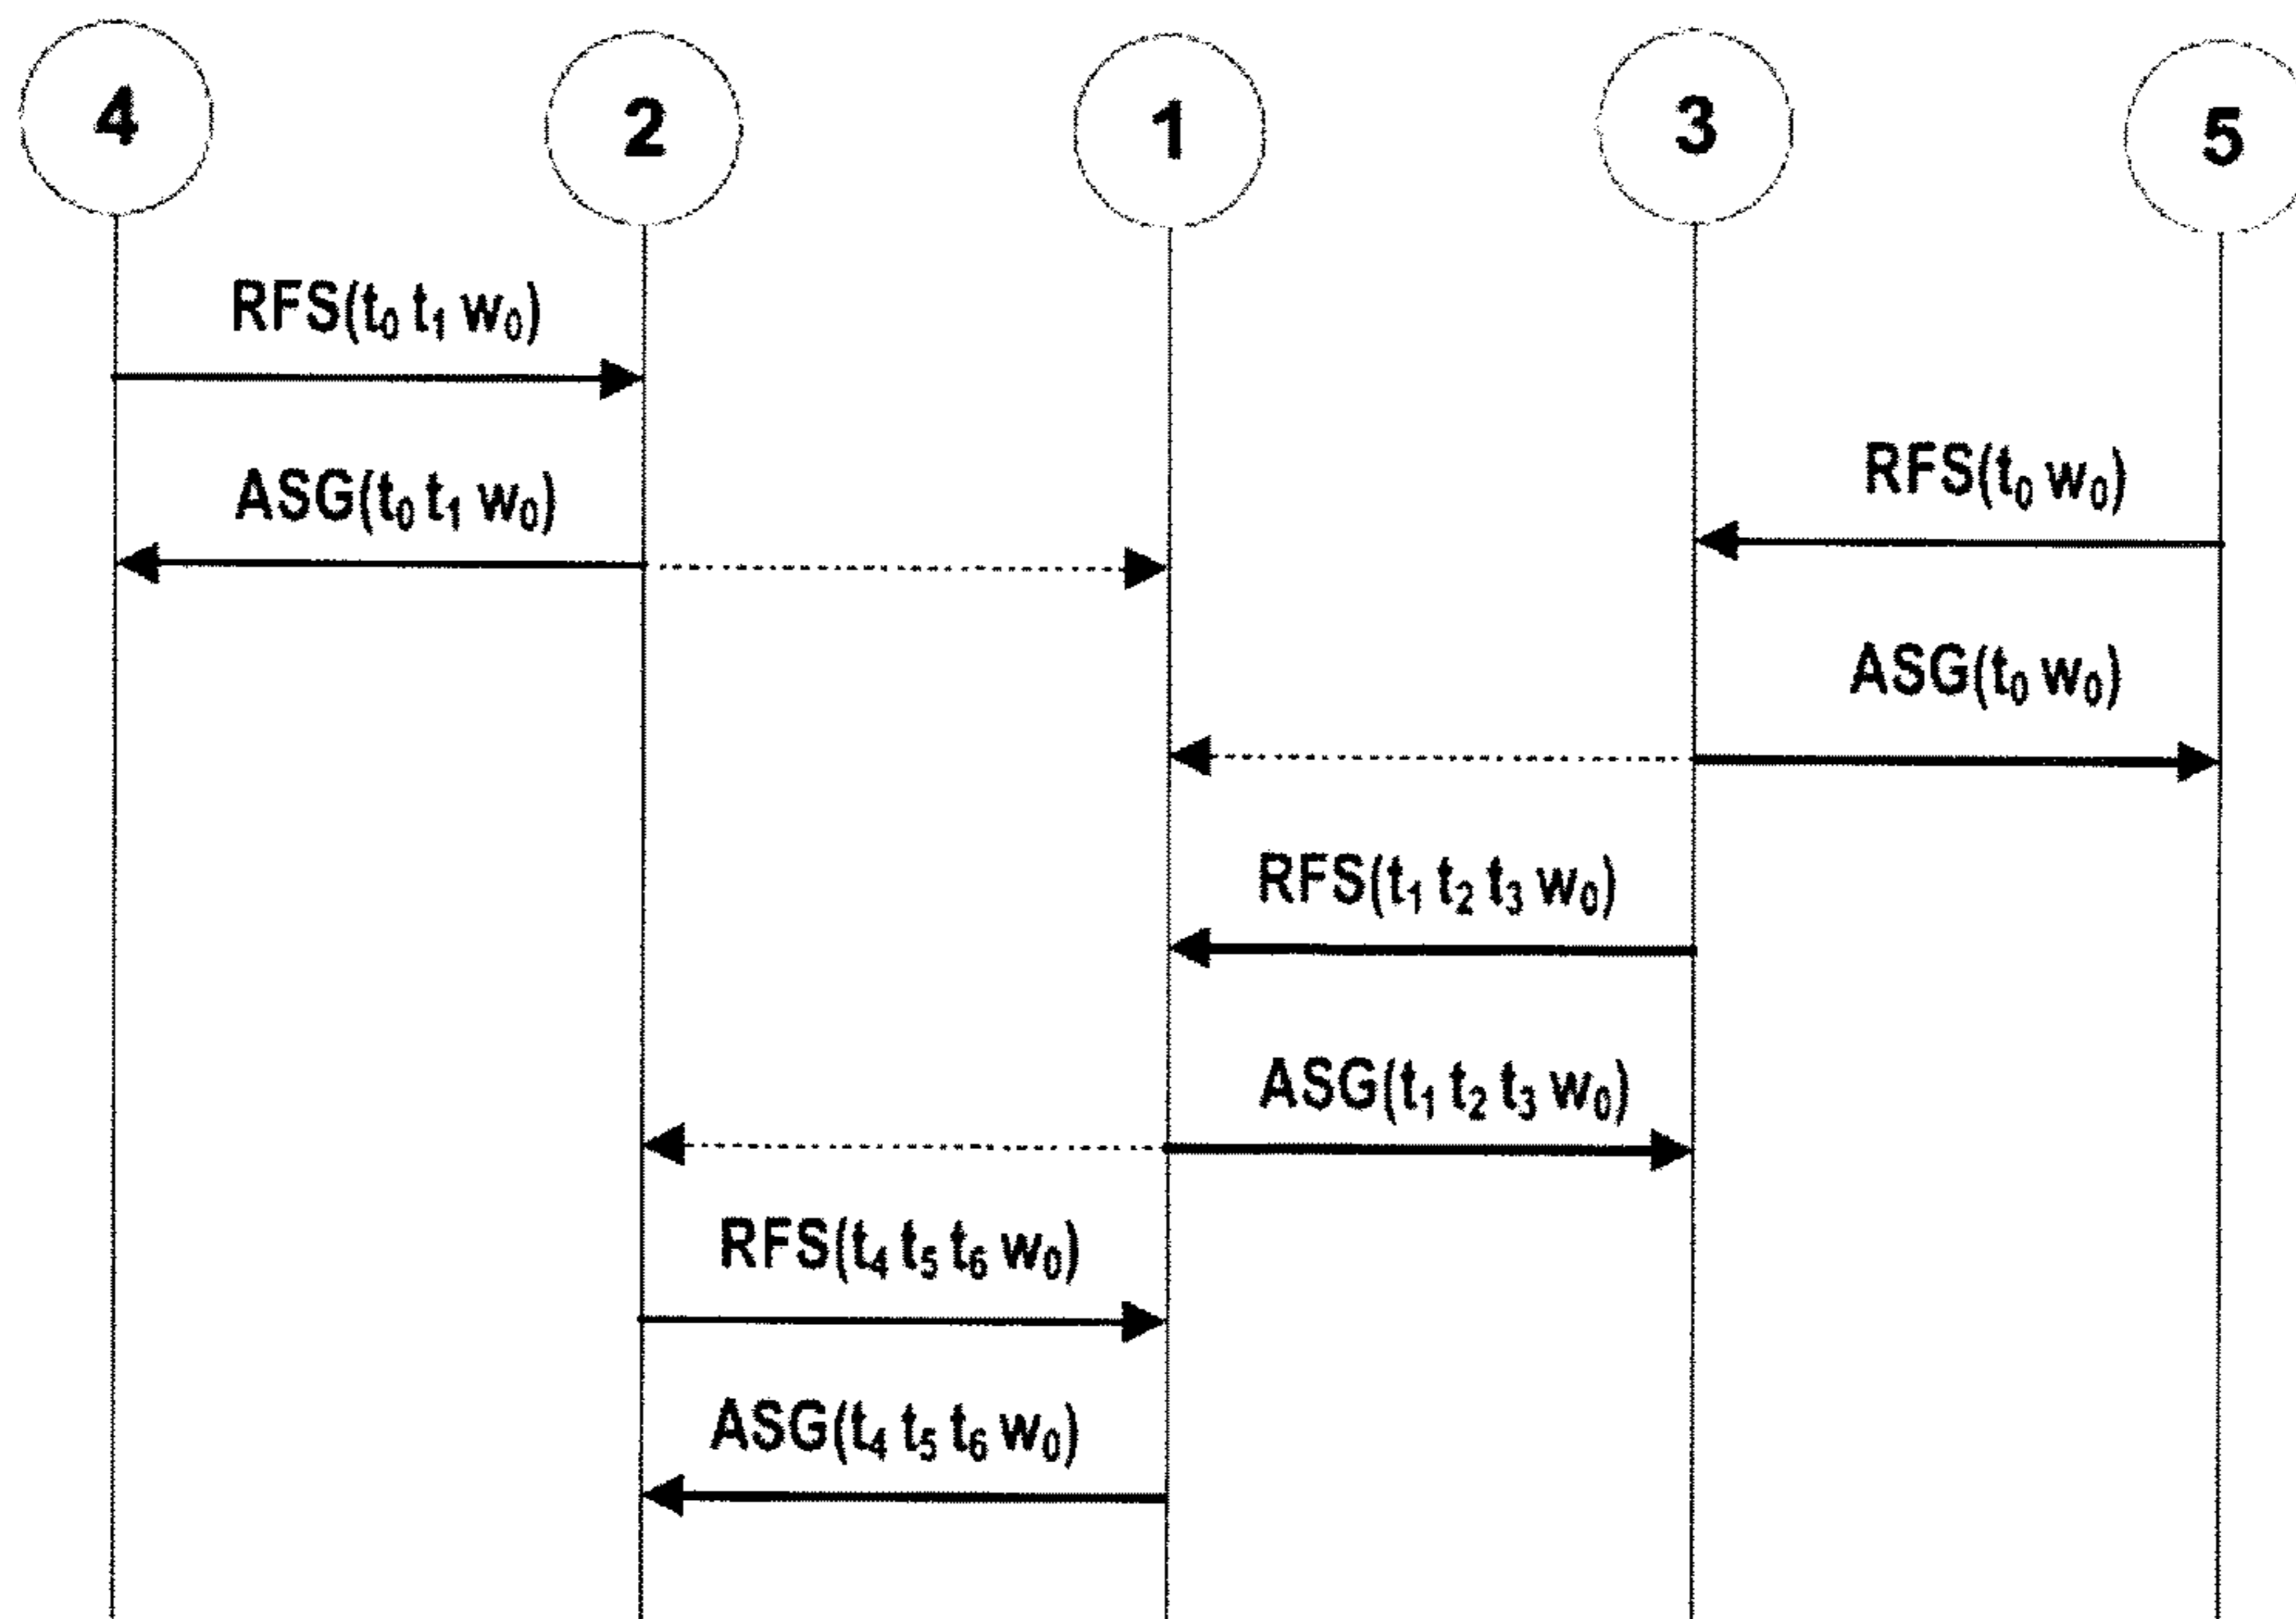 4 2 1 3 5
RFS(t₀ t₁ w₀)
RFS(t₀ w₀)
ASG(t₀ t₁ w₀)
ASG(t₀ w₀)
RFS(t₁ t₂ t₃ w₀)
ASG(t₁ t₂ t₃ w₀)
RFS(t₄ t₅ t₆ w₀)
ASG(t₄ t₅ t₆ w₀)